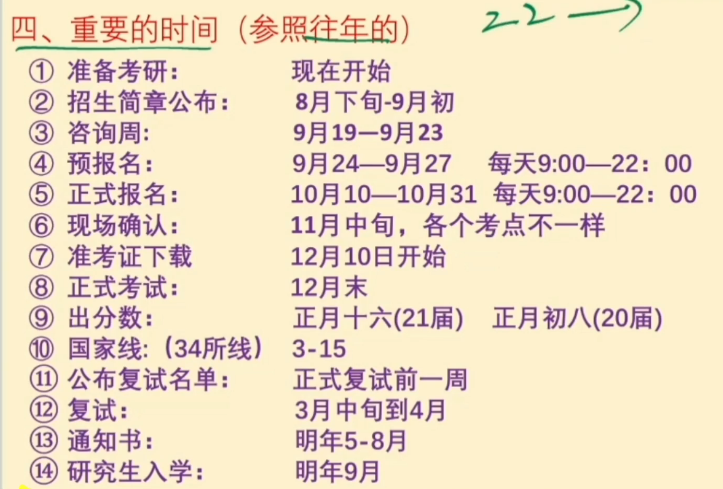 22
四、重要的时间（参照往年的）
① 准备考研： 现在开始
② 招生简章公布： 8月下旬-9月初
③ 咨询周: 9月19—9月23
④ 预报名： 9月24—9月27 每天9:00—22：00
⑤ 正式报名： 10月10—10月31 每天9:00—22：00
⑥ 现场确认： 11月中旬，各个考点不一样
⑦ 准考证下载 12月10日开始
⑧ 正式考试： 12月末
⑨ 出分数： 正月十六(21届) 正月初八(20届)
⑩ 国家线:（34所线） 3-15
⑪ 公布复试名单： 正式复试前一周
⑫ 复试： 3月中旬到4月
⑬ 通知书： 明年5-8月
⑭ 研究生入学： 明年9月